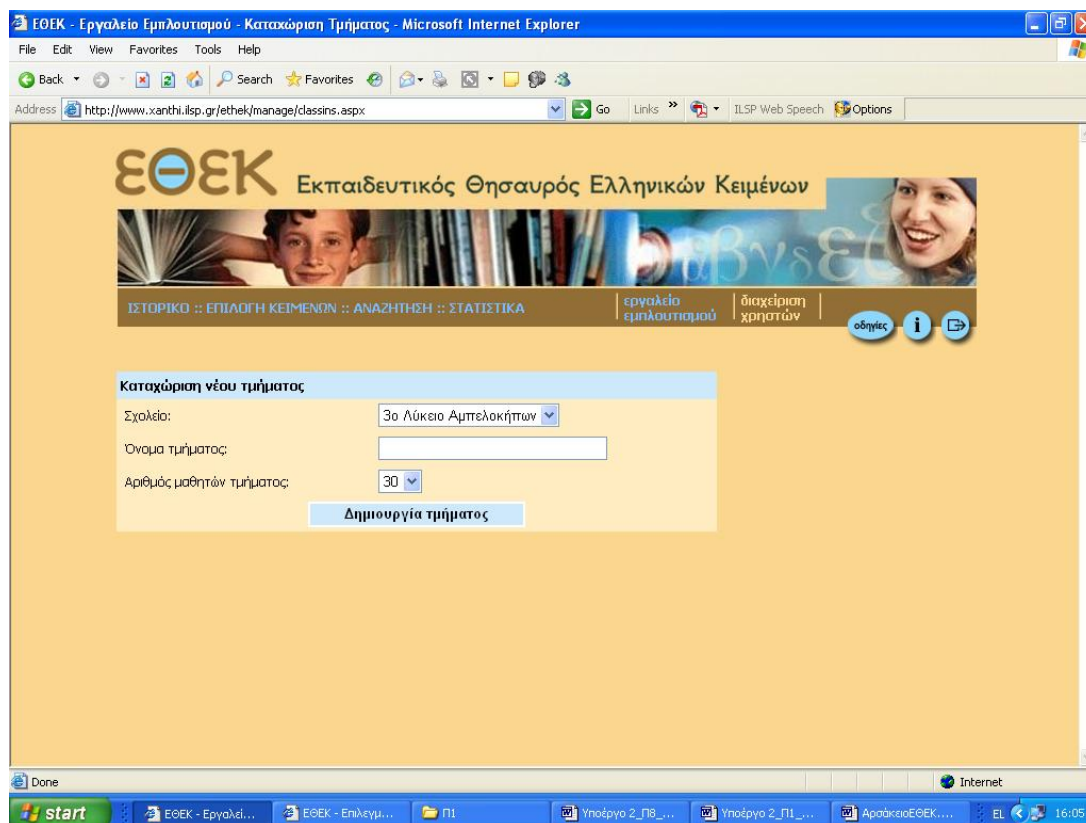 ΕΘΕΚ - Εργαλείο Εμπλουτισμού - Καταχώριση Τμήματος - Microsoft Internet Explorer
File Edit View Favorites Tools Help
Back Search Favorites
Address http://www.xanthi.ilsp.gr/ethek/manage/classins.aspx Go Links » ILSP Web Speech Options
εθεκ Εκπαιδευτικός Θησαυρός Ελληνικών Κειμένων
αβγδε
ΙΣΤΟΡΙΚΟ :: ΕΠΙΛΟΓΗ ΚΕΙΜΕΝΩΝ :: ΑΝΑΖΗΤΗΣΗ :: ΣΤΑΤΙΣΤΙΚΑ
εργαλείο
εμπλουτισμού
διαχείριση
χρηστών
οδηγίες i
Καταχώριση νέου τμήματος
Σχολείο: 3ο Λύκειο Αμπελοκήπων
Όνομα τμήματος:
Αριθμός μαθητών τμήματος: 30
Δημιουργία τμήματος
Done Internet
start ΕΘΕΚ - Εργαλεί... ΕΘΕΚ - Επιλεγμ... Π1 Υποέργο 2_Π8_... Υποέργο 2_Π1_... ΑρσάκειοΕΘΕΚ.... EL 16:05